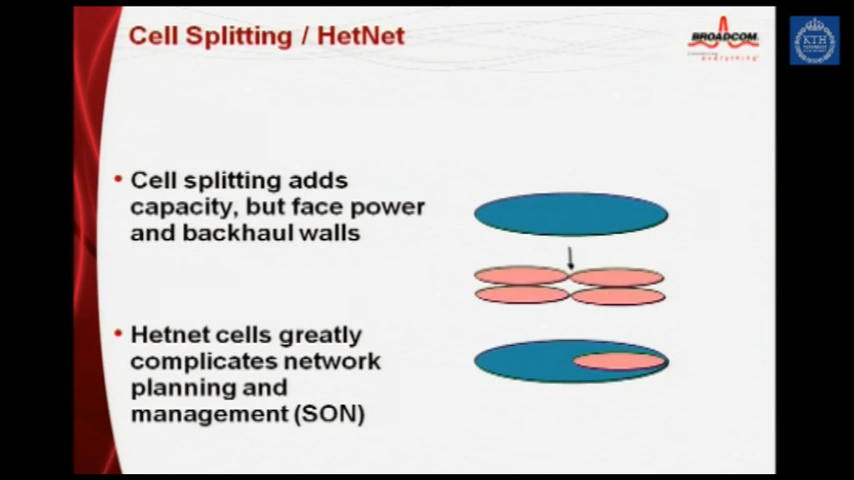 Cell Splitting / HetNet
BROADCOM
everything
KTH
• Cell splitting adds
capacity, but face power
and backhaul walls
• Hetnet cells greatly
complicates network
planning and
management (SON)